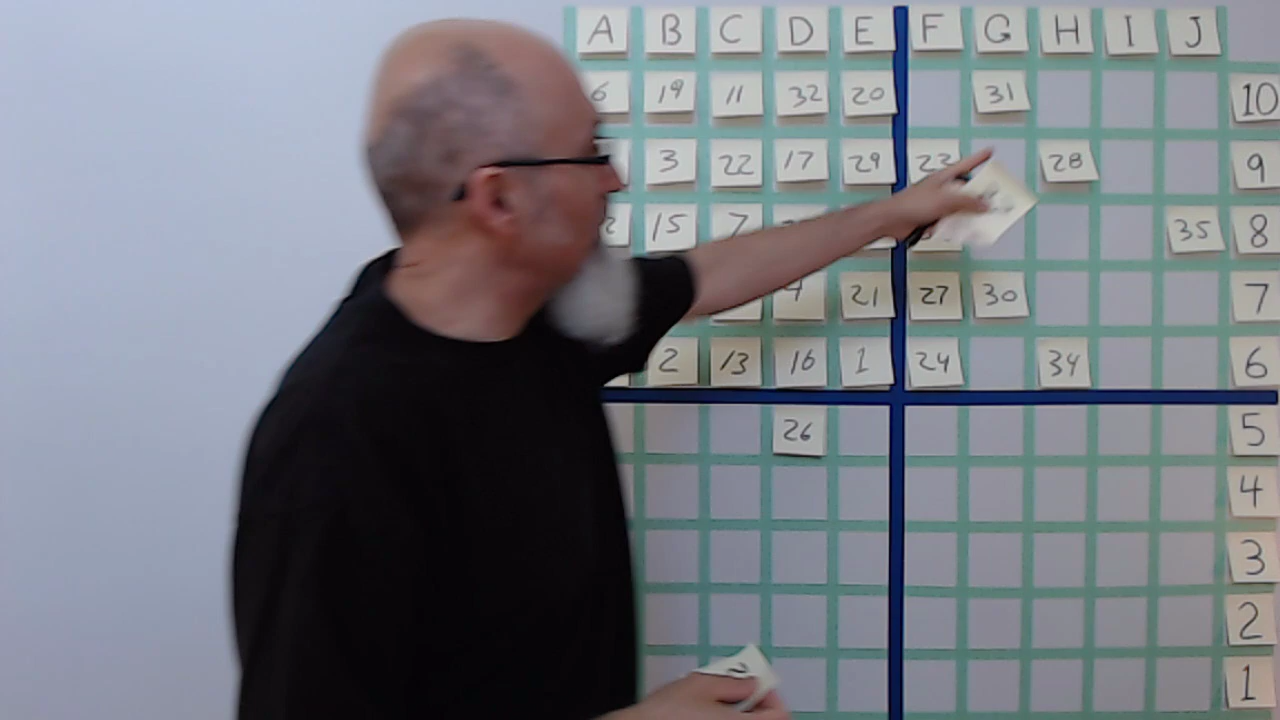 A B C D E F G H I J
6 19 11 32 20 31 10
3 22 17 29 23 28 9
15 7 35 8
4 21 27 30 7
2 13 16 1 24 34 6
26 5
4
3
2
1